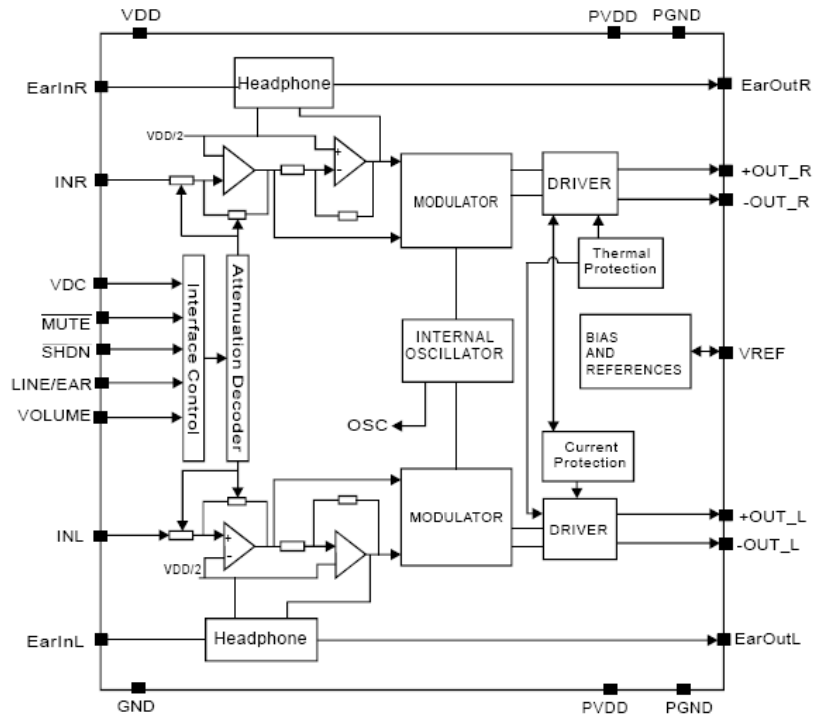 VDD
PVDD
PGND
EarInR
Headphone
EarOutR
VDD/2
+
-
INR
MODULATOR
DRIVER
+OUT_R
-OUT_R
Thermal
Protection
VDC
MUTE
SHDN
LINE/EAR
VOLUME
Interface Control
Attenuation Decoder
INTERNAL
OSCILLATOR
BIAS
AND
REFERENCES
VREF
OSC
Current
Protection
MODULATOR
DRIVER
+OUT_L
-OUT_L
INL
+
-
VDD/2
EarInL
Headphone
EarOutL
GND
PVDD
PGND